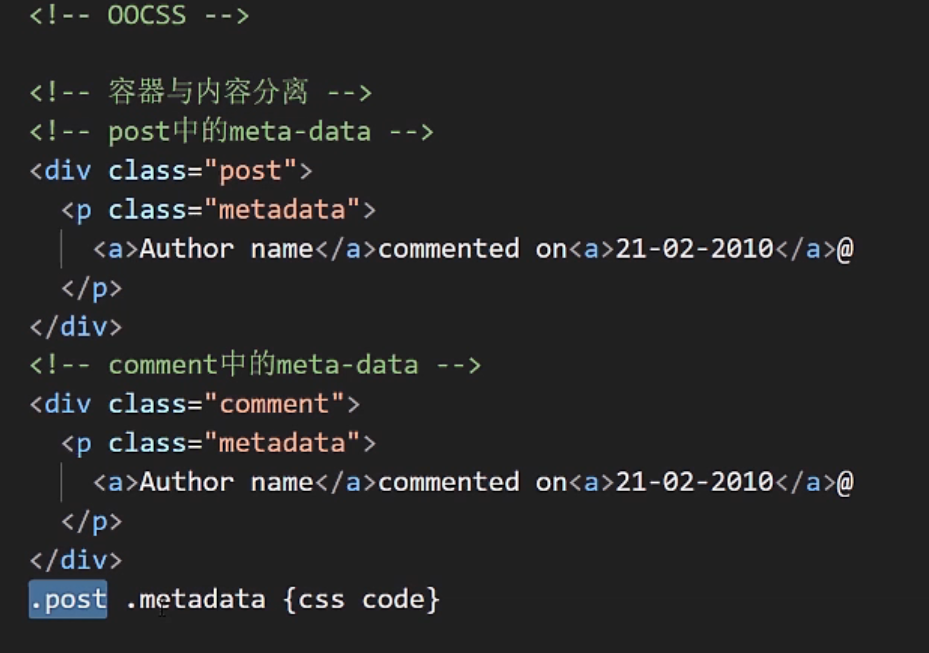 <!-- OOCSS -->
<!-- 容器与内容分离 -->
<!-- post中的meta-data -->
<div class="post">
<p class="metadata">
<a>Author name</a>commented on<a>21-02-2010</a>@
</p>
</div>
<!-- comment中的meta-data -->
<div class="comment">
<p class="metadata">
<a>Author name</a>commented on<a>21-02-2010</a>@
</p>
</div>
.post .metadata {css code}